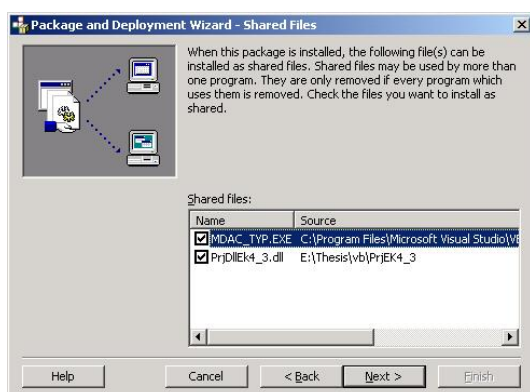 Package and Deployment Wizard - Shared Files
When this package is installed, the following file(s) can be
installed as shared files. Shared files may be used by more than
one program. They are only removed if every program which
uses them is removed. Check the files you want to install as
shared.
Shared files:
Name Source
MDAC_TYP.EXE C:\Program Files\Microsoft Visual Studio\VB
PrjDllEk4_3.dll E:\Thesis\vb\PrjEK4_3
Help Cancel < Back Next > Finish